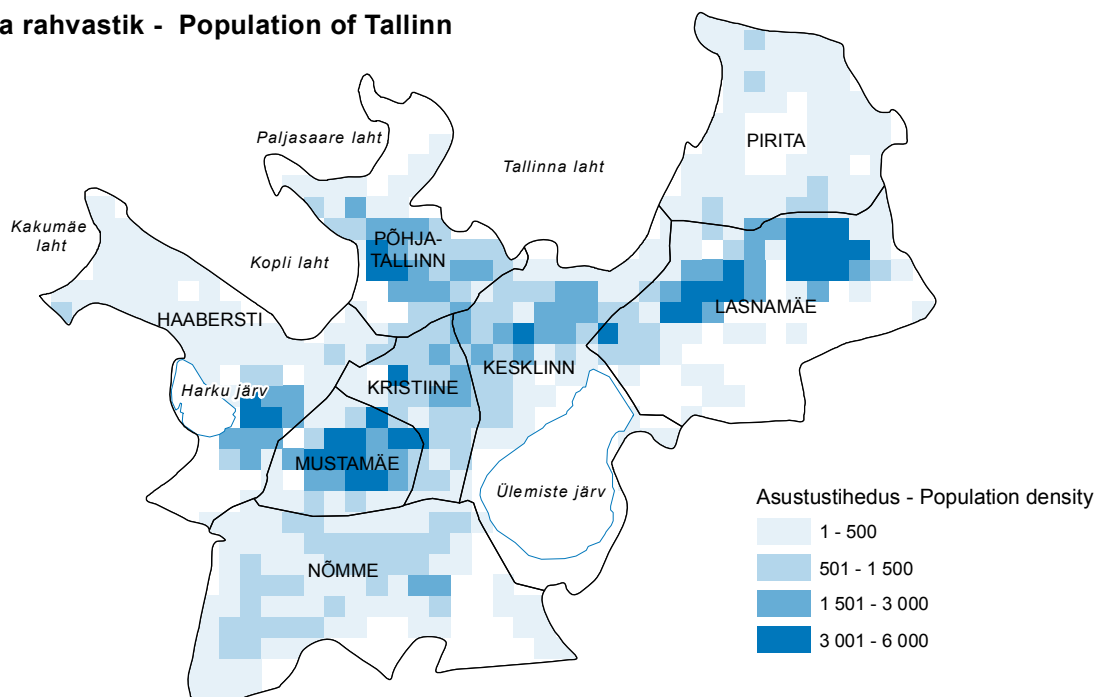 a rahvastik - Population of Tallinn
PIRITA
Paljasaare laht
Tallinna laht
Kakumäe
laht
Kopli laht
PÕHJA-
TALLINN
HAABERSTI
LASNAMÄE
KESKLINN
KRISTIINE
Harku järv
MUSTAMÄE
Ülemiste järv
NÕMME
Asustustihedus - Population density
1 - 500
501 - 1 500
1 501 - 3 000
3 001 - 6 000